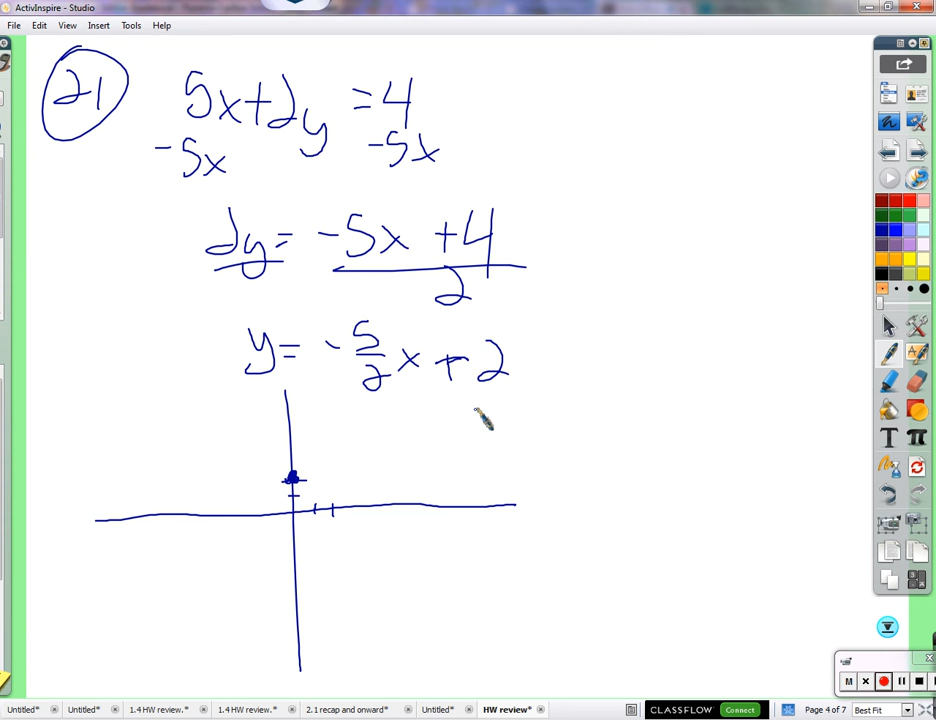 ActivInspire - Studio
File Edit View Insert Tools Help
21
5x+2y =4
-5x -5x
2y= -5x +4
2
y= -5/2 x + 2
Untitled* Untitled* 1.4 HW review.* 1.4 HW review.* 2.1 recap and onward* Untitled* HW review* CLASSFLOW Connect Page 4 of 7 Best Fit